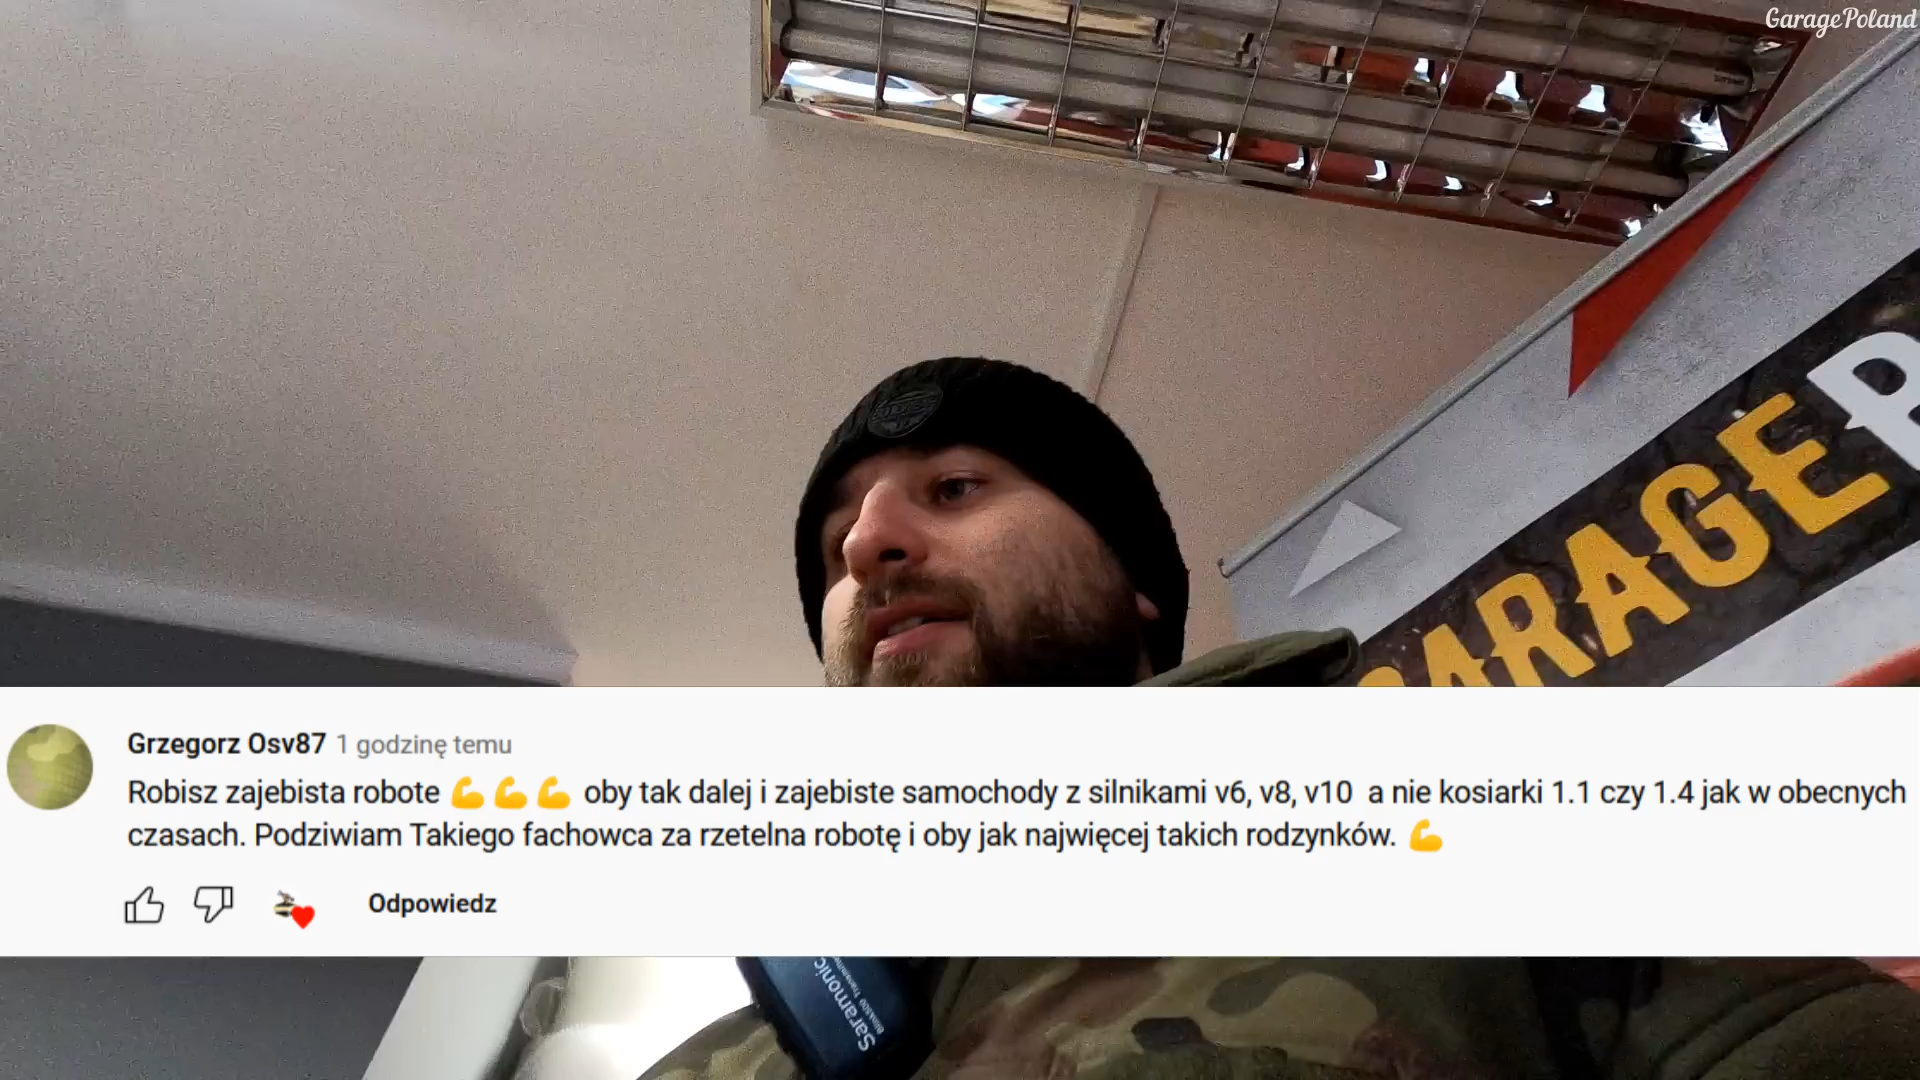 GaragePoland
GARAGE
Grzegorz Osv87 1 godzinę temu
Robisz zajebista robote 💪💪💪 oby tak dalej i zajebiste samochody z silnikami v6, v8, v10 a nie kosiarki 1.1 czy 1.4 jak w obecnych
czasach. Podziwiam Takiego fachowca za rzetelna robotę i oby jak najwięcej takich rodzynków. 💪
Odpowiedz
Saramonic